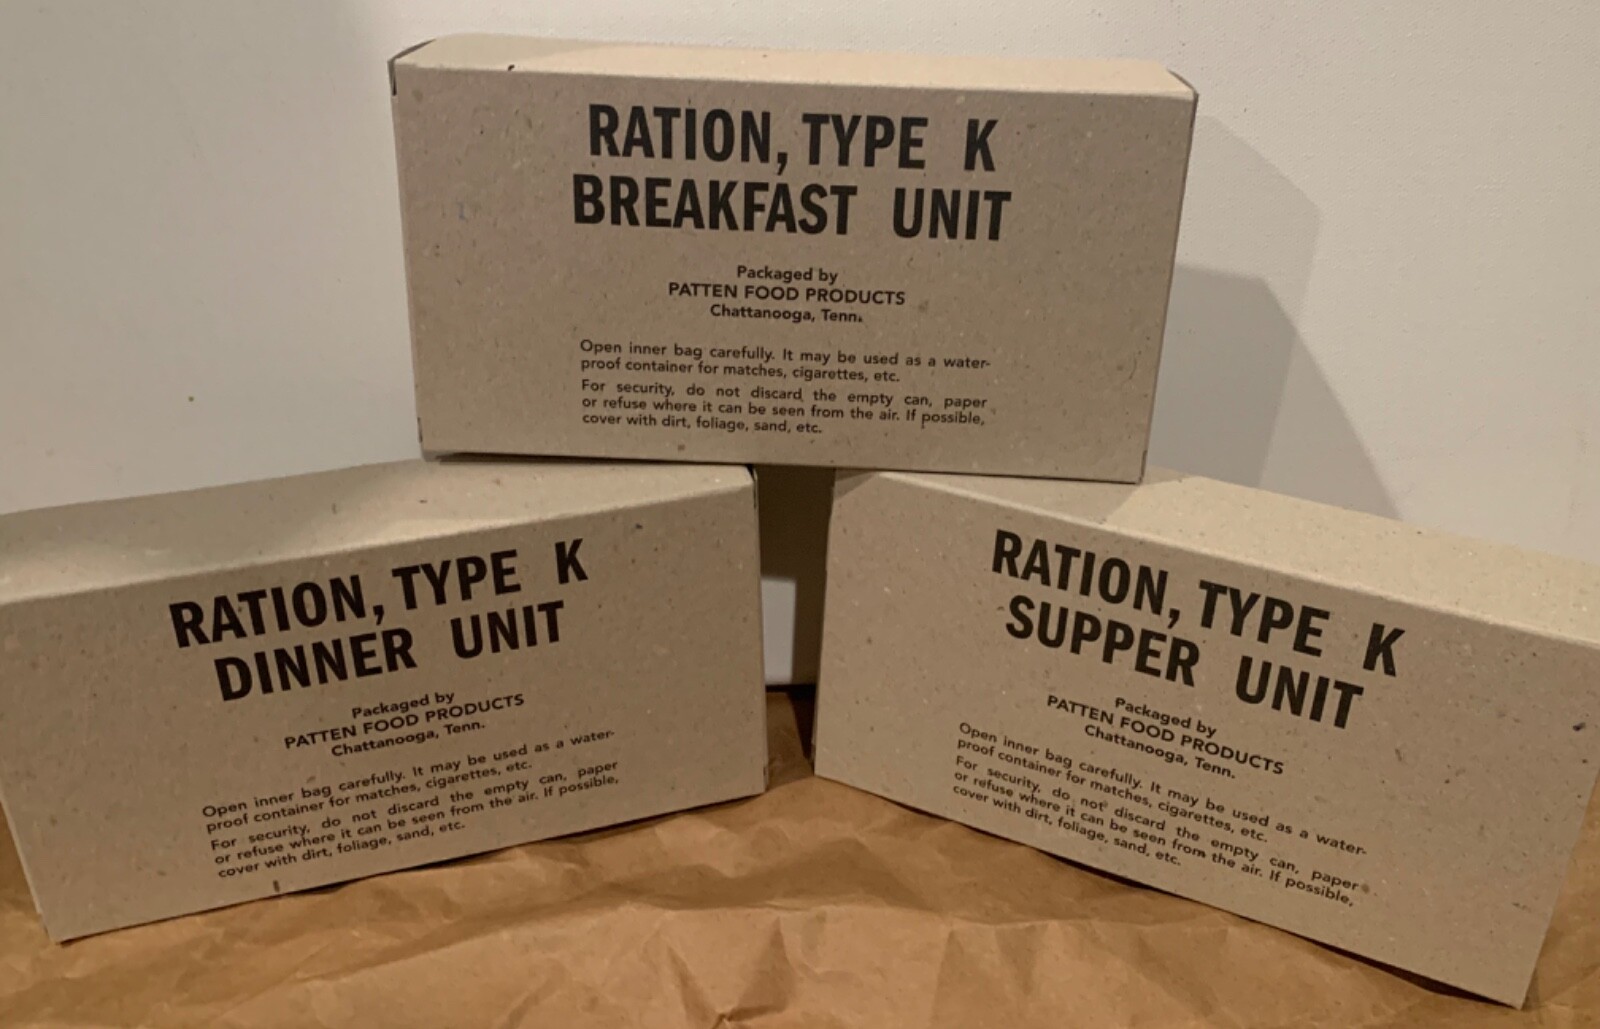 RATION, TYPE K
BREAKFAST UNIT
Packaged by
PATTEN FOOD PRODUCTS
Chattanooga, Tenn.
Open inner bag carefully. It may be used as a water-
proof container for matches, cigarettes, etc.
For security, do not discard the empty can, paper
or refuse where it can be seen from the air. If possible,
cover with dirt, foliage, sand, etc.
RATION, TYPE K
DINNER UNIT
Packaged by
PATTEN FOOD PRODUCTS
Chattanooga, Tenn.
Open inner bag carefully. It may be used as a water-
proof container for matches, cigarettes, etc.
For security, do not discard the empty can, paper
or refuse where it can be seen from the air. If possible,
cover with dirt, foliage, sand, etc.
RATION, TYPE K
SUPPER UNIT
Packaged by
PATTEN FOOD PRODUCTS
Chattanooga, Tenn.
Open inner bag carefully. It may be used as a water-
proof container for matches, cigarettes, etc.
For security, do not discard the empty can, paper
or refuse where it can be seen from the air. If possible,
cover with dirt, foliage, sand, etc.